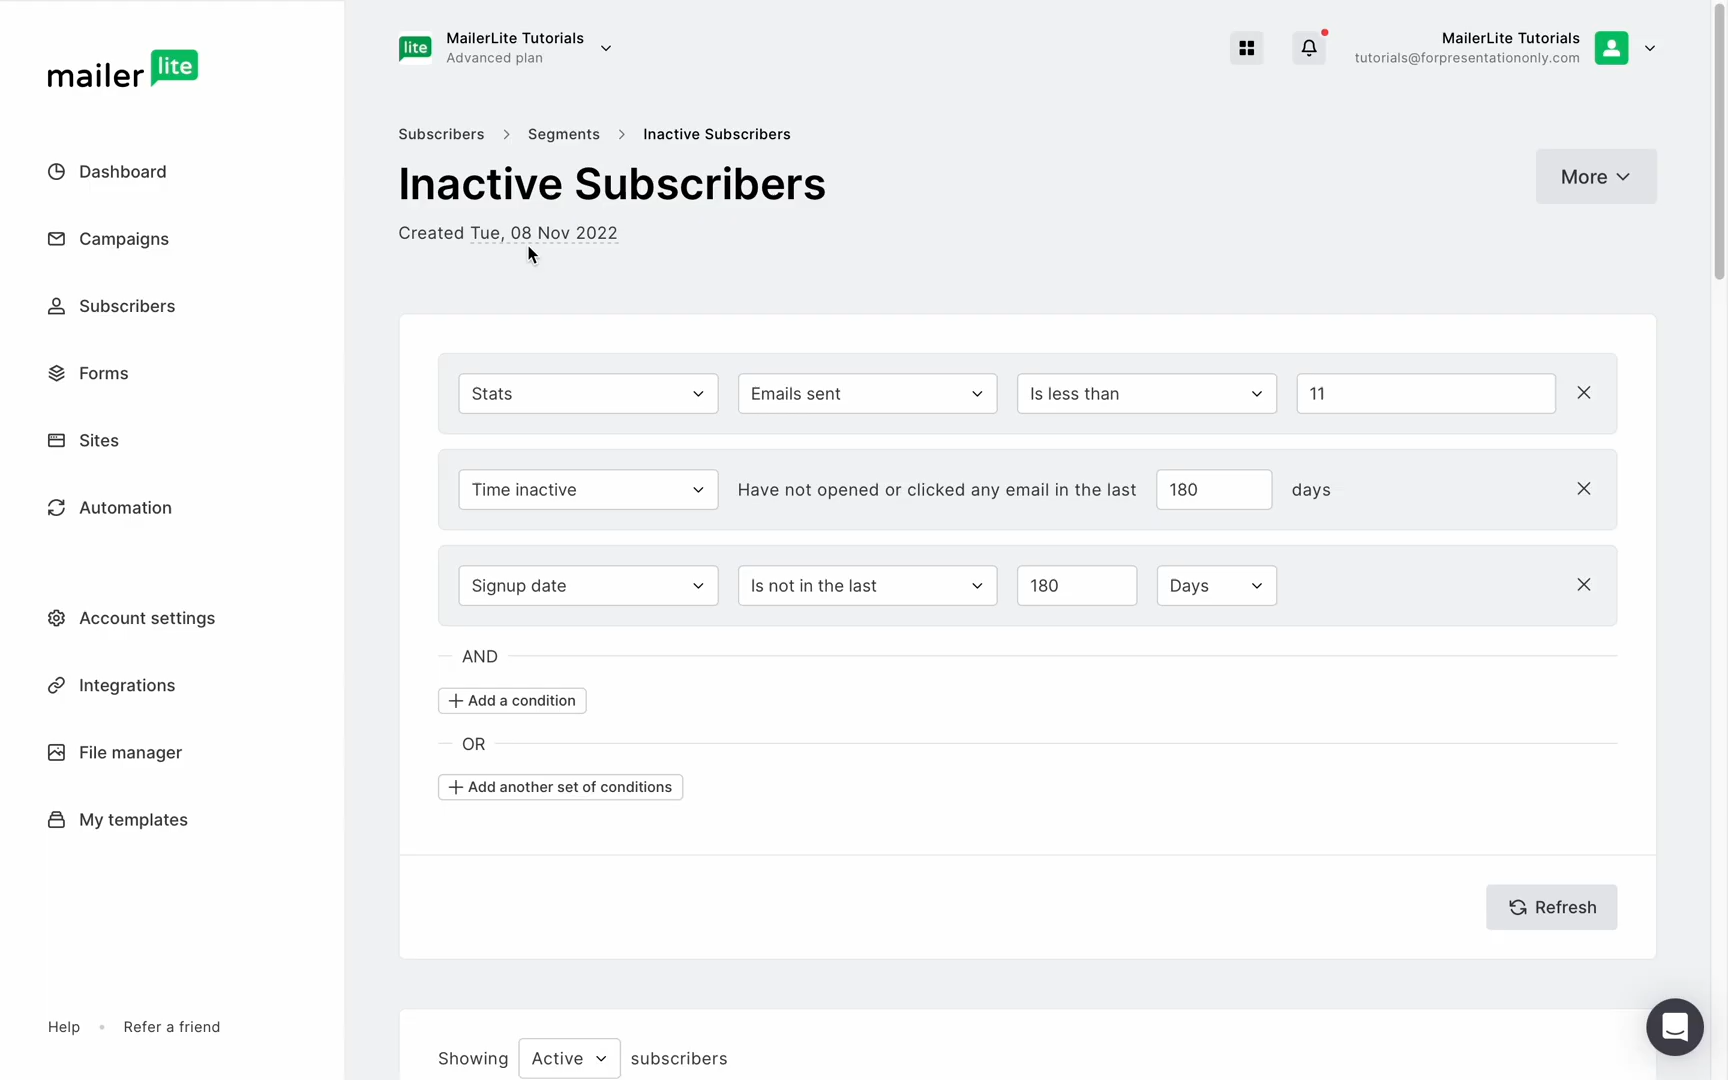 mailer lite
Dashboard
Campaigns
Subscribers
Forms
Sites
Automation
Account settings
Integrations
File manager
My templates
Help • Refer a friend
lite
MailerLite Tutorials
Advanced plan
MailerLite Tutorials
tutorials@forpresentationonly.com
Subscribers > Segments > Inactive Subscribers
Inactive Subscribers
Created Tue, 08 Nov 2022
More
Stats Emails sent Is less than 11
Time inactive Have not opened or clicked any email in the last 180 days
Signup date Is not in the last 180 Days
AND
+ Add a condition
OR
+ Add another set of conditions
Refresh
Showing Active subscribers